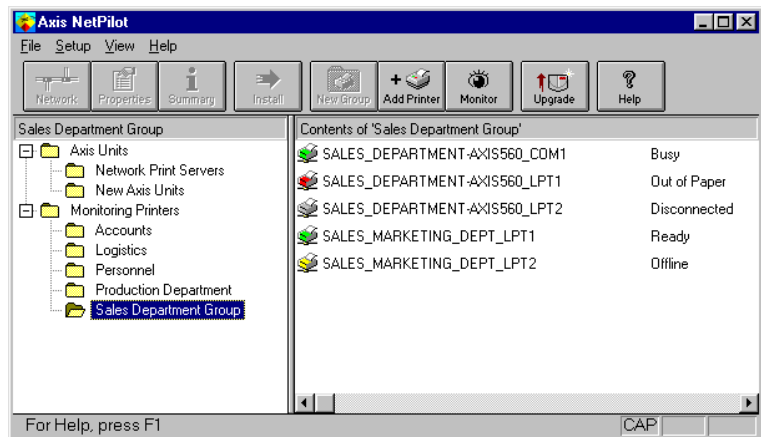 Axis NetPilot
File Setup View Help
Network Properties Summary Install New Group Add Printer Monitor Upgrade Help
Sales Department Group
Contents of 'Sales Department Group'
Axis Units
Network Print Servers
New Axis Units
Monitoring Printers
Accounts
Logistics
Personnel
Production Department
Sales Department Group
SALES_DEPARTMENT-AXIS560_COM1 Busy
SALES_DEPARTMENT-AXIS560_LPT1 Out of Paper
SALES_DEPARTMENT-AXIS560_LPT2 Disconnected
SALES_MARKETING_DEPT_LPT1 Ready
SALES_MARKETING_DEPT_LPT2 Offline
For Help, press F1
CAP